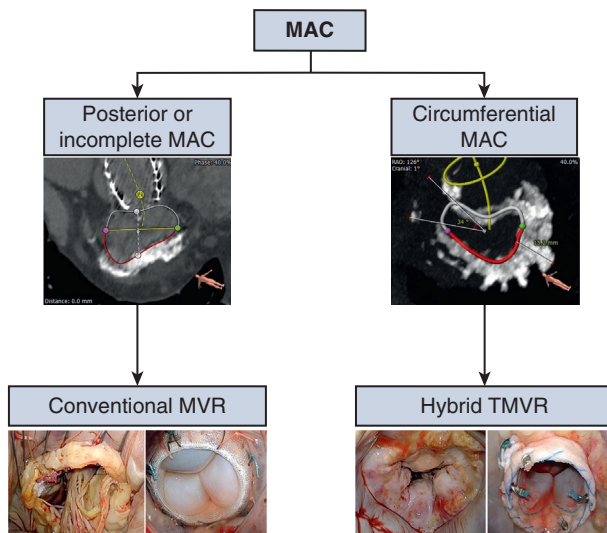 MAC
Posterior or
incomplete MAC
Circumferential
MAC
Phase: 40.0%
Distance: 0.0 mm
RAO: 126°
Cranial: 1°
40.0%
34 °
Conventional MVR
Hybrid TMVR